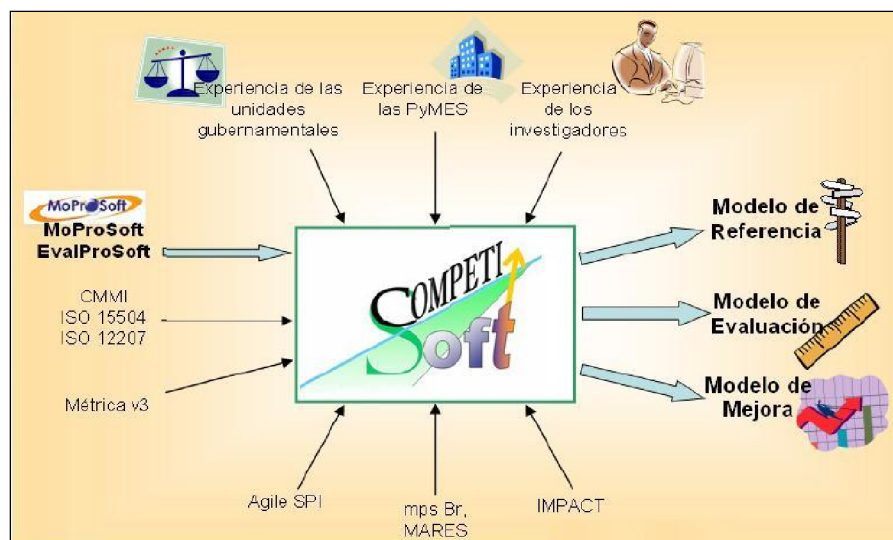 Experiencia de las
unidades
gubernamentales
Experiencia de
las PyMES
Experiencia
de los
investigadores
MoProSoft
MoProSoft
EvalProSoft
CMMI
ISO 15504
ISO 12207
Métrica v3
COMPETI
Soft
Modelo de
Referencia
Modelo de
Evaluación
Modelo de
Mejora
Agile SPI
mps Br,
MARES
IMPACT